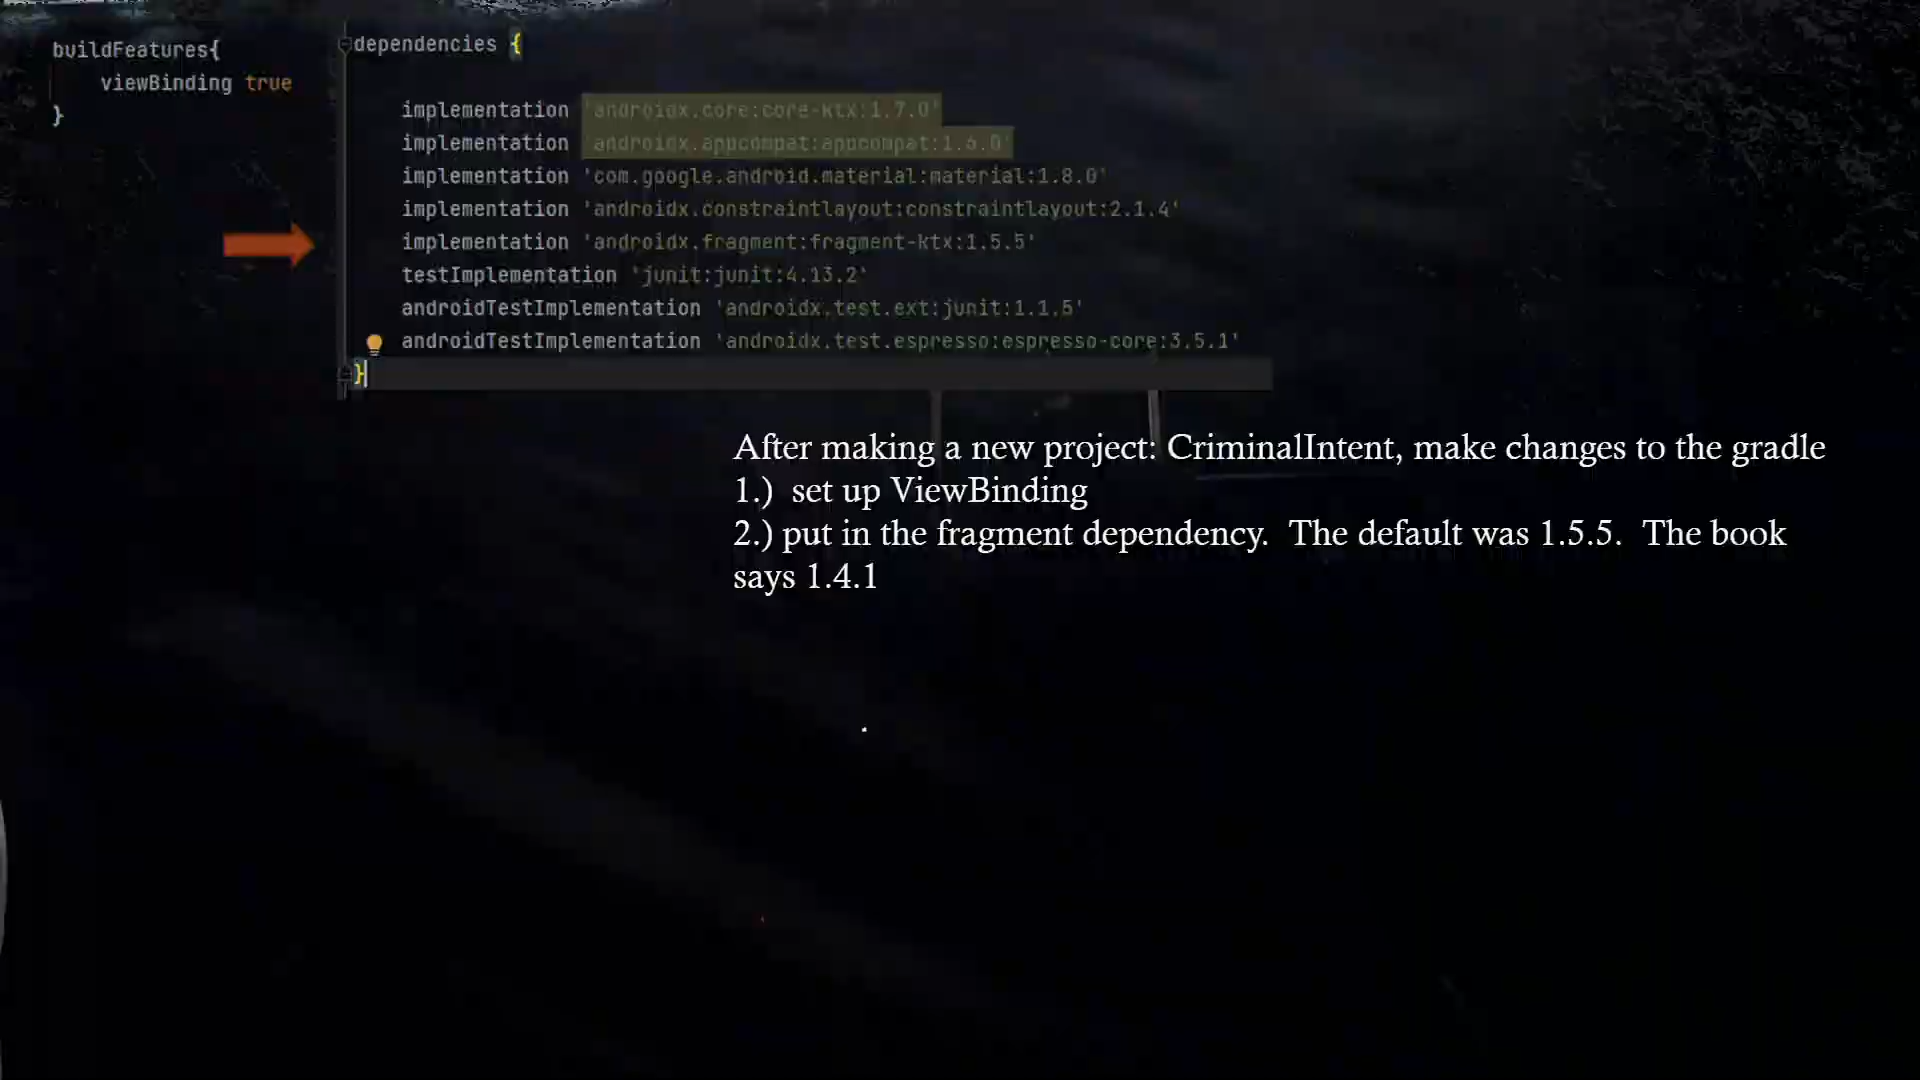 buildFeatures{
viewBinding true
}
dependencies {
implementation 'androidx.core:core-ktx:1.7.0'
implementation 'androidx.appcompat:appcompat:1.6.0'
implementation 'com.google.android.material:material:1.8.0'
implementation 'androidx.constraintlayout:constraintlayout:2.1.4'
implementation 'androidx.fragment:fragment-ktx:1.5.5'
testImplementation 'junit:junit:4.13.2'
androidTestImplementation 'androidx.test.ext:junit:1.1.5'
androidTestImplementation 'androidx.test.espresso:espresso-core:3.5.1'
}
After making a new project: CriminalIntent, make changes to the gradle
1.) set up ViewBinding
2.) put in the fragment dependency. The default was 1.5.5. The book
says 1.4.1